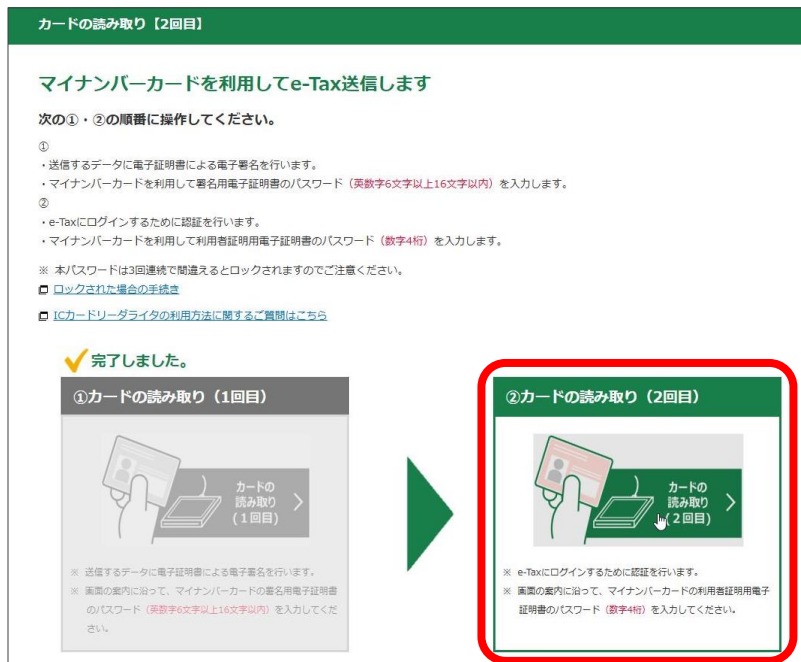 カードの読み取り【2回目】
マイナンバーカードを利用してe-Tax送信します
次の①・②の順番に操作してください。
①
・送信するデータに電子証明書による電子署名を行います。
・マイナンバーカードを利用して署名用電子証明書のパスワード（英数字6文字以上16文字以内）を入力します。
②
・e-Taxにログインするために認証を行います。
・マイナンバーカードを利用して利用者証明用電子証明書のパスワード（数字4桁）を入力します。
※ 本パスワードは3回連続で間違えるとロックされますのでご注意ください。
ロックされた場合の手続き
ICカードリーダライタの利用方法に関するご質問はこちら
完了しました。
①カードの読み取り（1回目）
カードの
読み取り
(1回目)
※ 送信するデータに電子証明書による電子署名を行います。
※ 画面の案内に沿って、マイナンバーカードの署名用電子証明書
のパスワード（英数字6文字以上16文字以内）を入力してくだ
さい。
②カードの読み取り（2回目）
カードの
読み取り
(2回目)
※ e-Taxにログインするために認証を行います。
※ 画面の案内に沿って、マイナンバーカードの利用者証明用電子
証明書のパスワード（数字4桁）を入力してください。